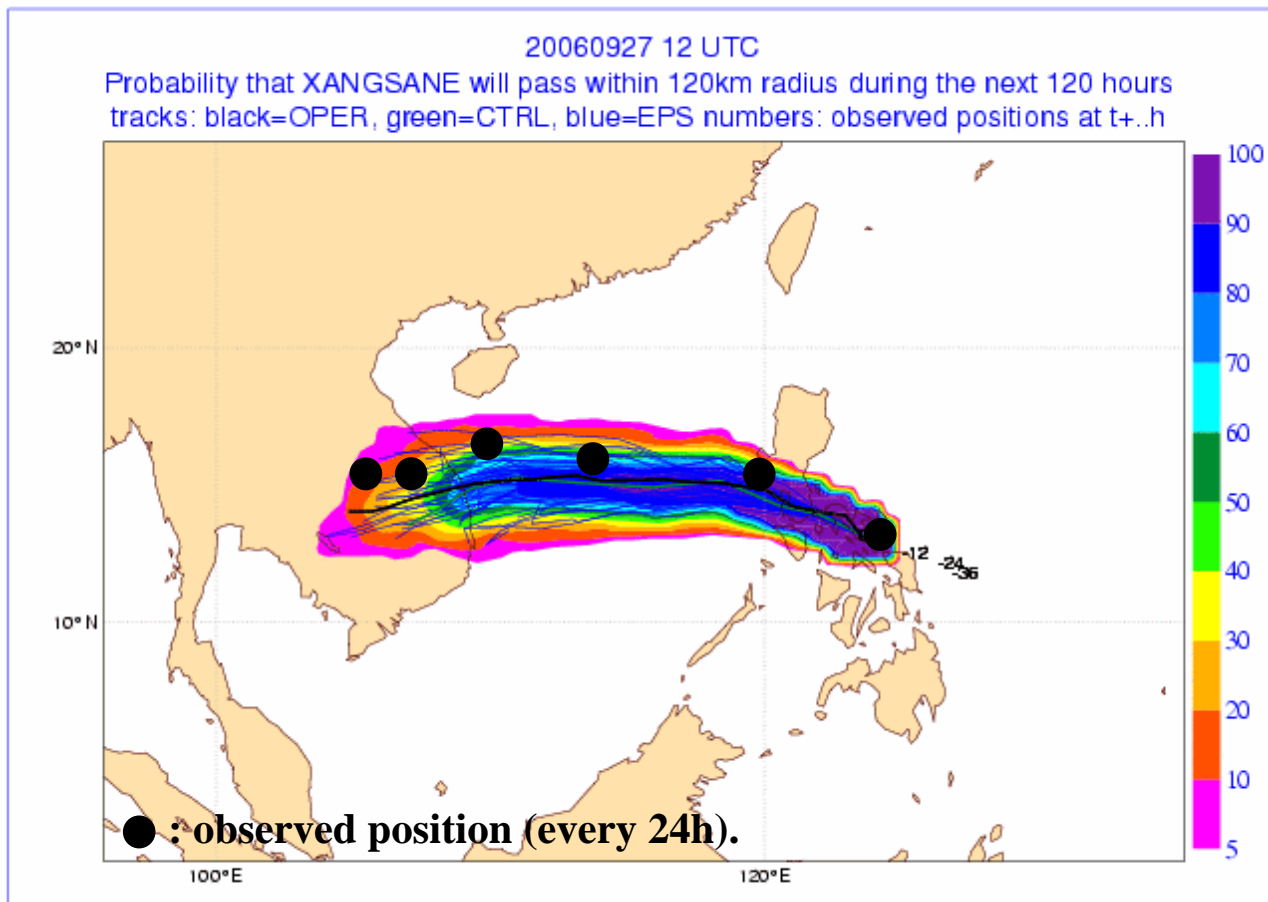 20060927 12 UTC
Probability that XANGSANE will pass within 120km radius during the next 120 hours
tracks: black=OPER, green=CTRL, blue=EPS numbers: observed positions at t+..h
100
90
80
70
60
50
40
30
20
10
5
20°N
10°N
-12
-24
-36
● : observed position (every 24h).
100°E
120°E